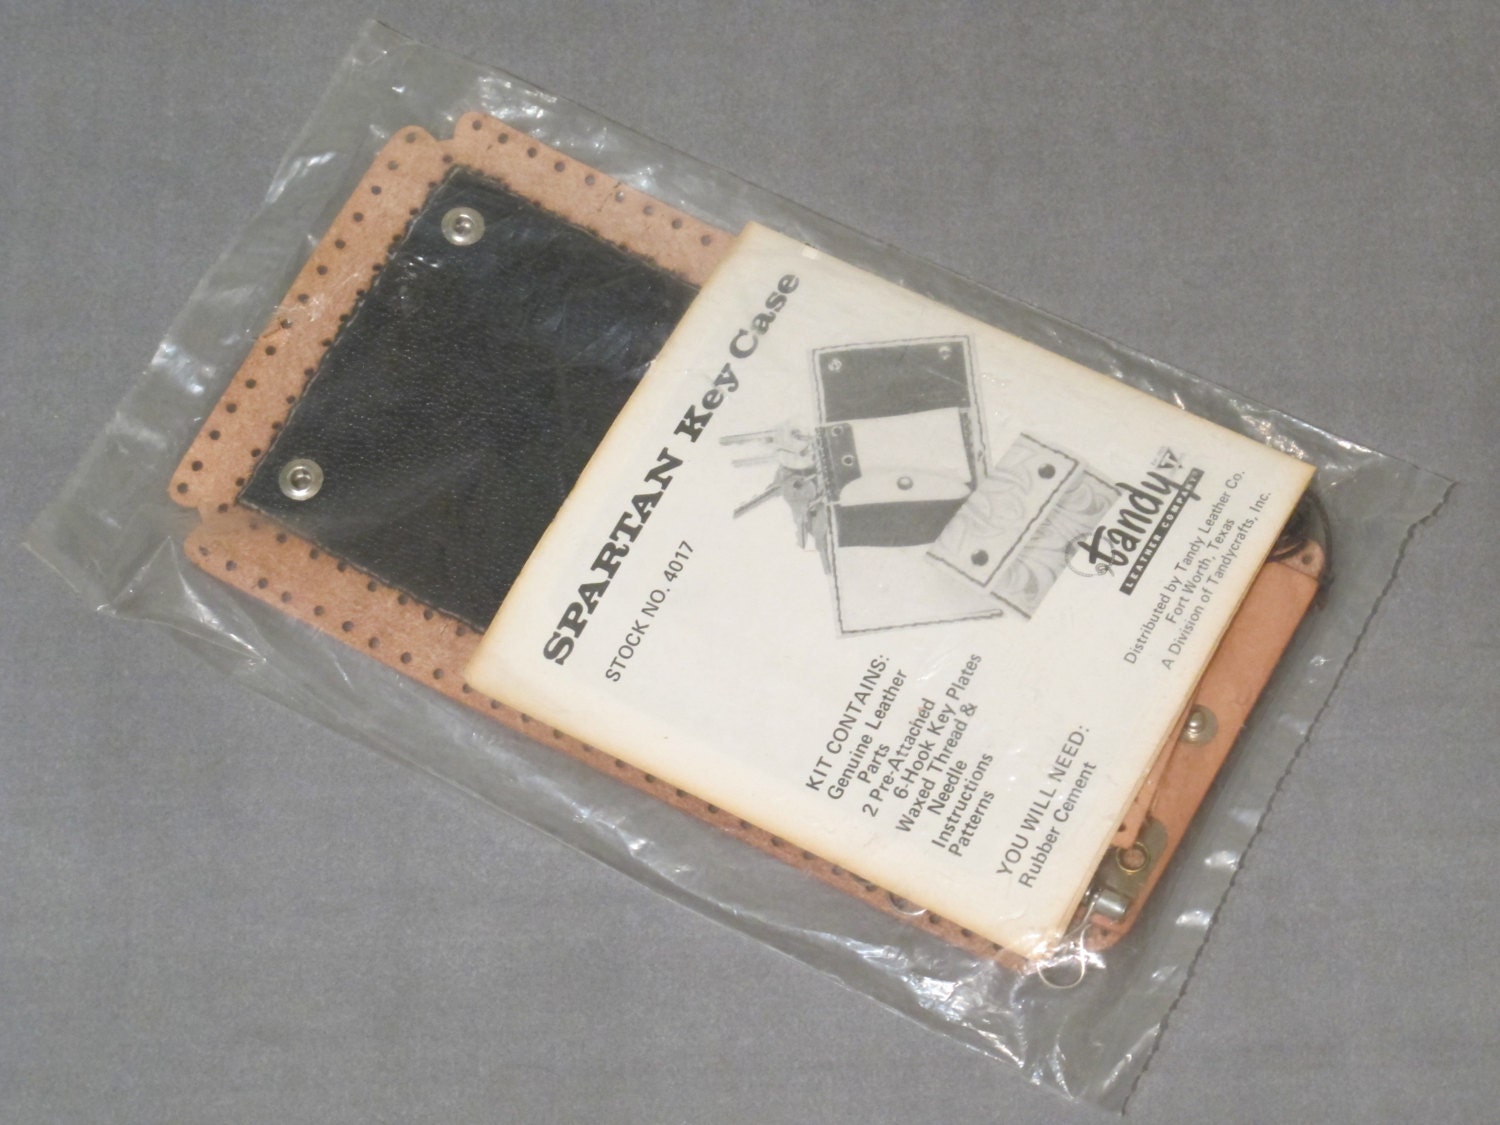 SPARTAN Key Case
STOCK NO. 4017
tandy
LEATHER COMPANY
Distributed by Tandy Leather Co.
Fort Worth, Texas
A Division of Tandycrafts, Inc.
KIT CONTAINS:
Genuine Leather
Parts
2 Pre-Attached
6-Hook Key Plates
Waxed Thread &
Needle
Instructions
Patterns
YOU WILL NEED:
Rubber Cement